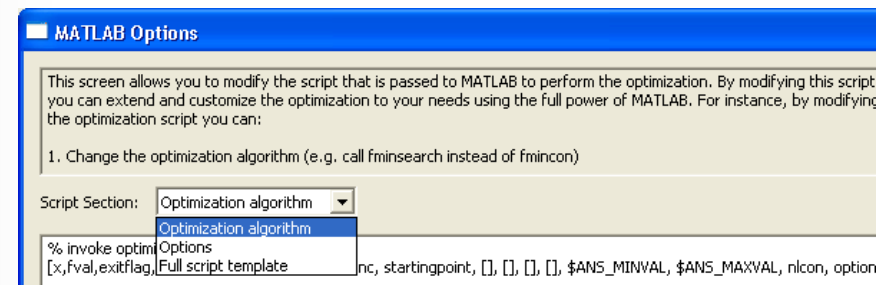 MATLAB Options
This screen allows you to modify the script that is passed to MATLAB to perform the optimization. By modifying this script
you can extend and customize the optimization to your needs using the full power of MATLAB. For instance, by modifying
the optimization script you can:
1. Change the optimization algorithm (e.g. call fminsearch instead of fmincon)
Script Section: Optimization algorithm
Optimization algorithm
Options
Full script template
% invoke optimi
[x,fval,exitflag, nc, startingpoint, [], [], [], [], $ANS_MINVAL, $ANS_MAXVAL, nlcon, option